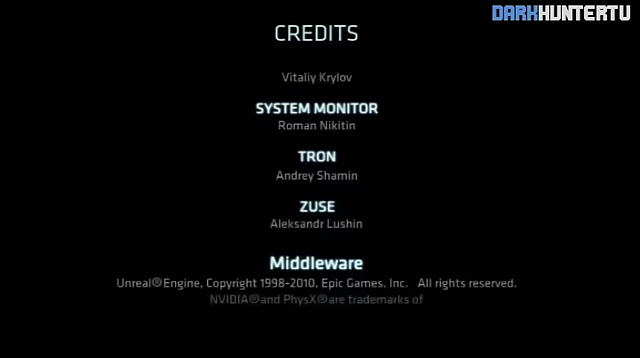 DARKHUNTERTU
CREDITS
Vitaliy Krylov
SYSTEM MONITOR
Roman Nikitin
TRON
Andrey Shamin
ZUSE
Aleksandr Lushin
Middleware
Unreal®Engine, Copyright 1998-2010, Epic Games, Inc. All rights reserved.
NVIDIA®and PhysX®are trademarks of